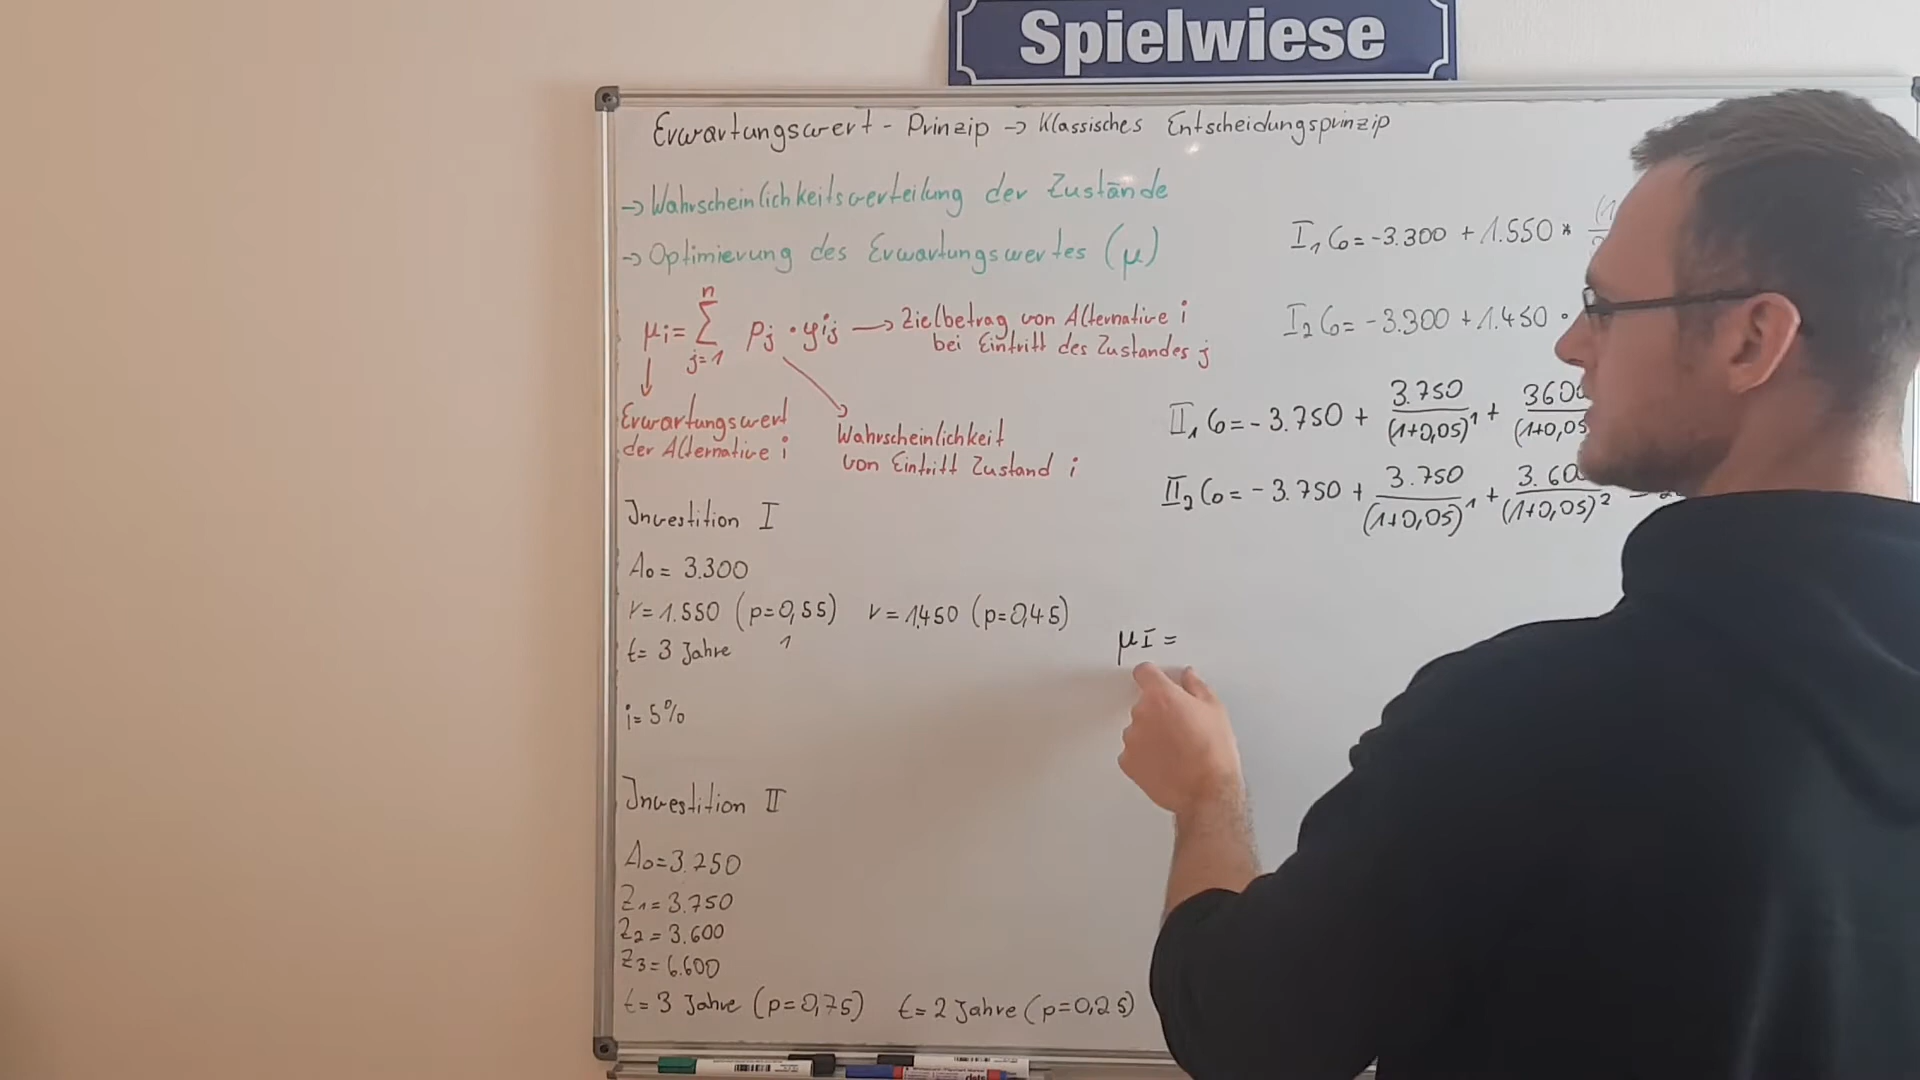 Spielwiese
Erwartungswert - Prinzip -> Klassisches Entscheidungsprinzip
-> Wahrscheinlichkeitsverteilung der Zustände
-> Optimierung des Erwartungswertes (μ)
μi = n Σ j=1 pj · yij -> Zielbetrag von Alternative i
bei Eintritt des Zustandes j
Erwartungswert
der Alternative i
Wahrscheinlichkeit
von Eintritt Zustand i
Investition I
A0 = 3.300
r = 1.550 (p=0,55) r = 1450 (p=0,45)
t = 3 Jahre 1
i = 5%
Investition II
A0 = 3.750
Z1 = 3.750
Z2 = 3.600
Z3 = 6.600
t = 3 Jahre (p=0,75) t = 2 Jahre (p=0,25)
I1 C0 = -3.300 + 1.550 *
I2 C0 = -3.300 + 1.450 ·
II1 C0 = -3.750 + 3.750/(1+0,05)^1 + 3600/(1+0,05
II2 C0 = -3.750 + 3.750/(1+0,05)^1 + 3.60/(1+0,05)^2
μI =